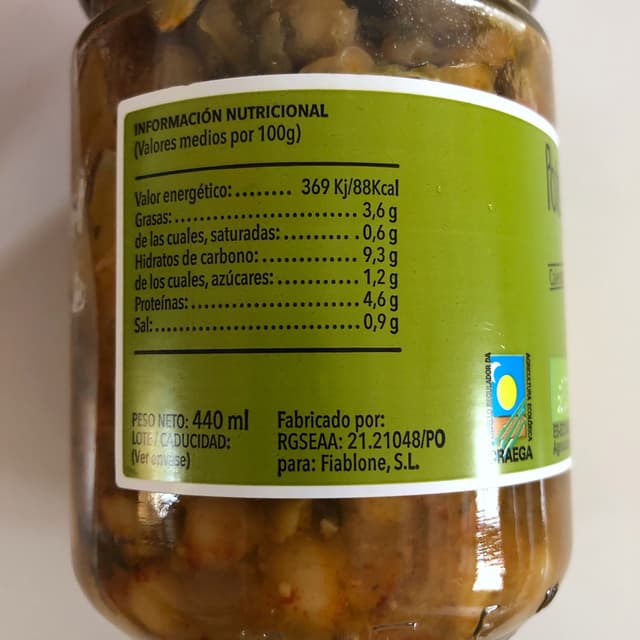 INFORMACIÓN NUTRICIONAL
(Valores medios por 100g)
Valor energético: ........ 369 Kj/88Kcal
Grasas: .............................. 3,6 g
de las cuales, saturadas: ............ 0,6 g
Hidratos de carbono: ............... 9,3 g
de los cuales, azúcares: ............. 1,2 g
Proteínas: ........................... 4,6 g
Sal: .................................. 0,9 g
PESO NETO: 440 ml
LOTE / CADUCIDAD:
(Ver envase)
Fabricado por:
RGSEAA: 21.21048/PO
para: Fiablone, S.L.
REGULADOR DA
AGRICULTURA ECOLÓXICA
CRAEGA